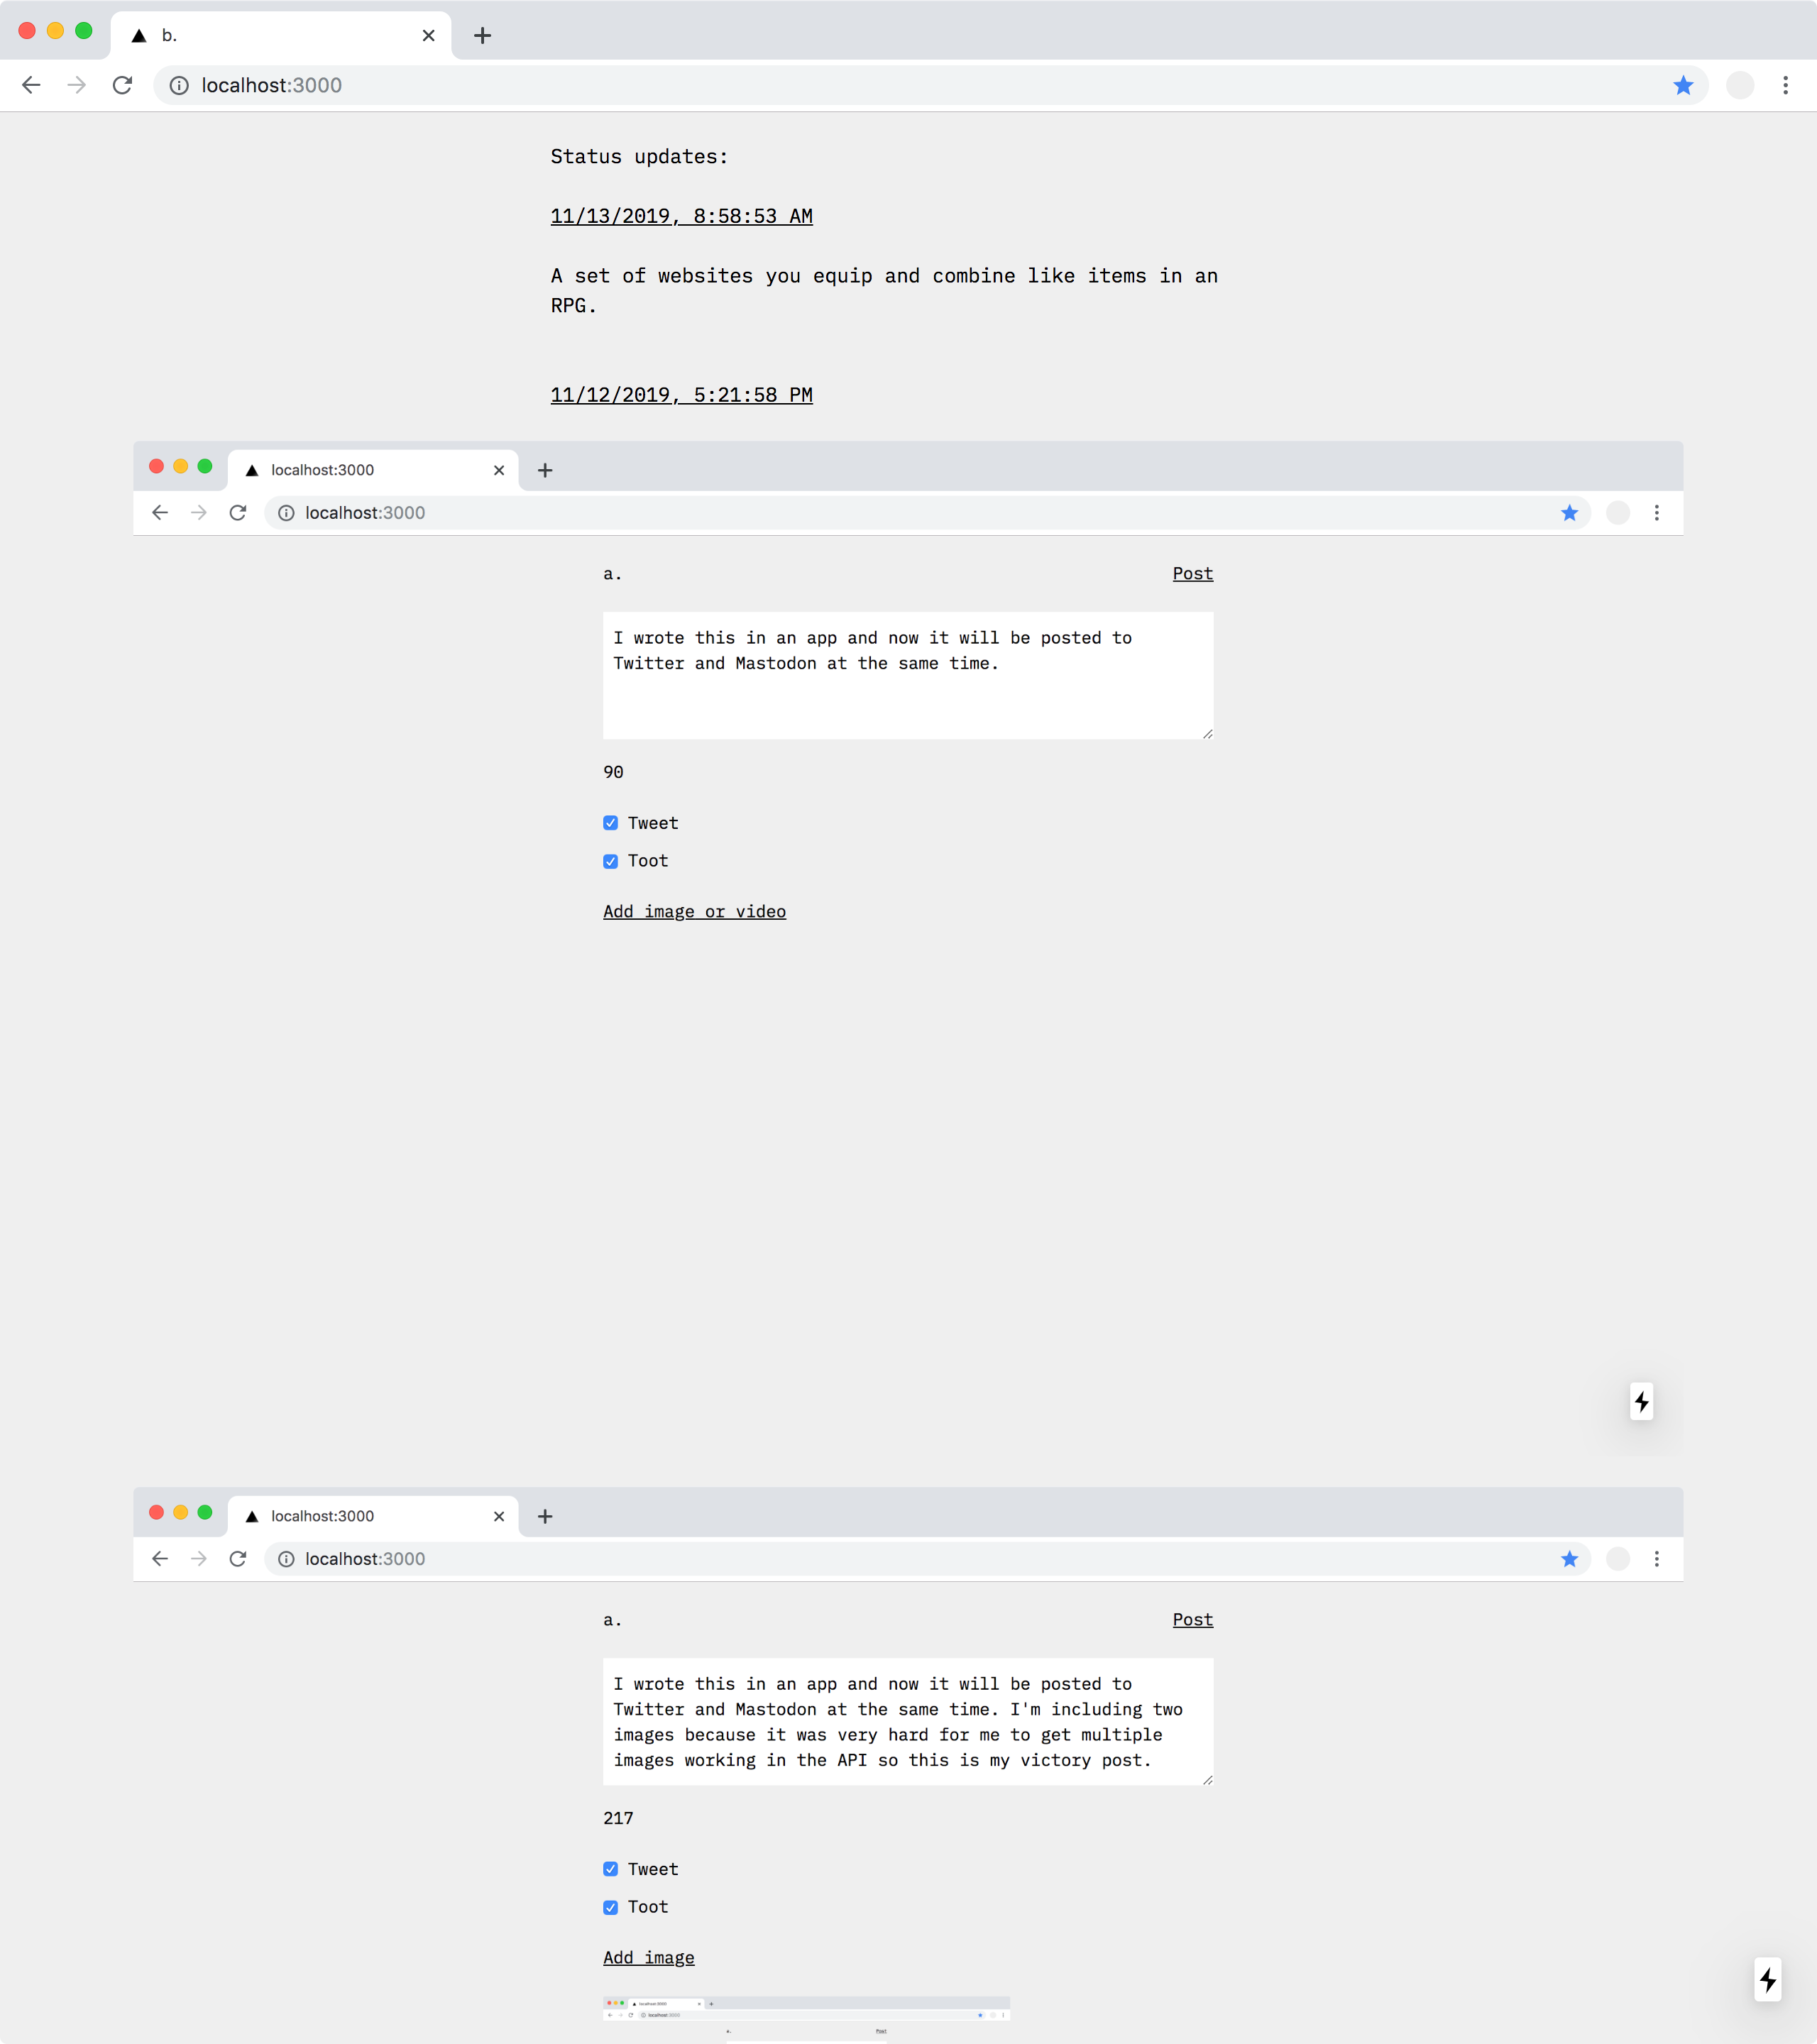 b.
localhost:3000
Status updates:
11/13/2019, 8:58:53 AM
A set of websites you equip and combine like items in an
RPG.
11/12/2019, 5:21:58 PM
localhost:3000
localhost:3000
a. Post
I wrote this in an app and now it will be posted to
Twitter and Mastodon at the same time.
90
Tweet
Toot
Add image or video
localhost:3000
localhost:3000
a. Post
I wrote this in an app and now it will be posted to
Twitter and Mastodon at the same time. I'm including two
images because it was very hard for me to get multiple
images working in the API so this is my victory post.
217
Tweet
Toot
Add image
localhost:3000
localhost:3000
a. Post